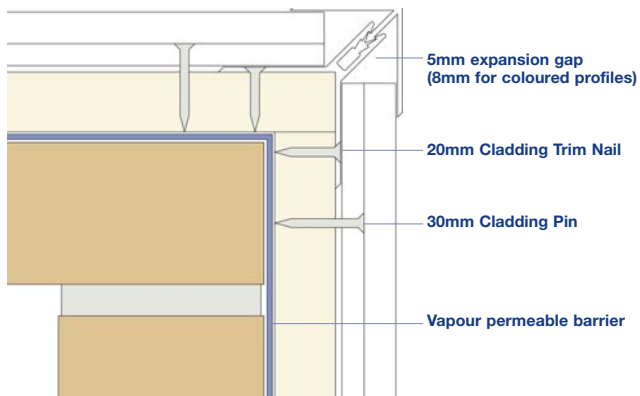 5mm expansion gap
(8mm for coloured profiles)
20mm Cladding Trim Nail
30mm Cladding Pin
Vapour permeable barrier